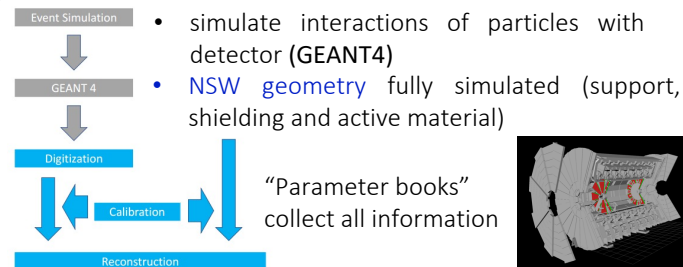 Event Simulation
GEANT 4
Digitization
Calibration
Reconstruction
• simulate interactions of particles with
detector (GEANT4)
• NSW geometry fully simulated (support,
shielding and active material)
“Parameter books”
collect all information